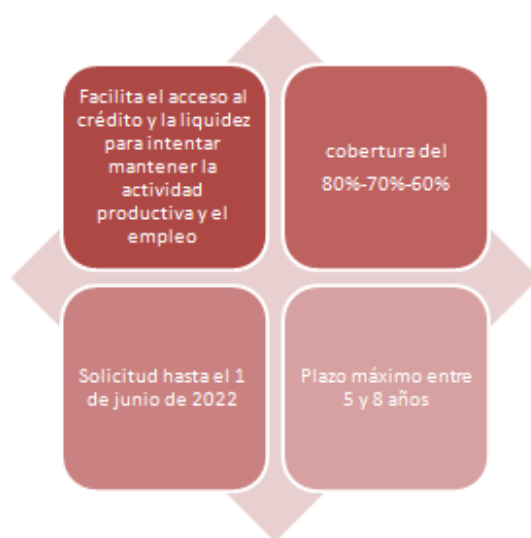 Facilita el acceso al
crédito y la liquidez
para intentar
mantener la
actividad
productiva y el
empleo
cobertura del
80%-70%-60%
Solicitud hasta el 1
de junio de 2022
Plazo máximo entre
5 y 8 años